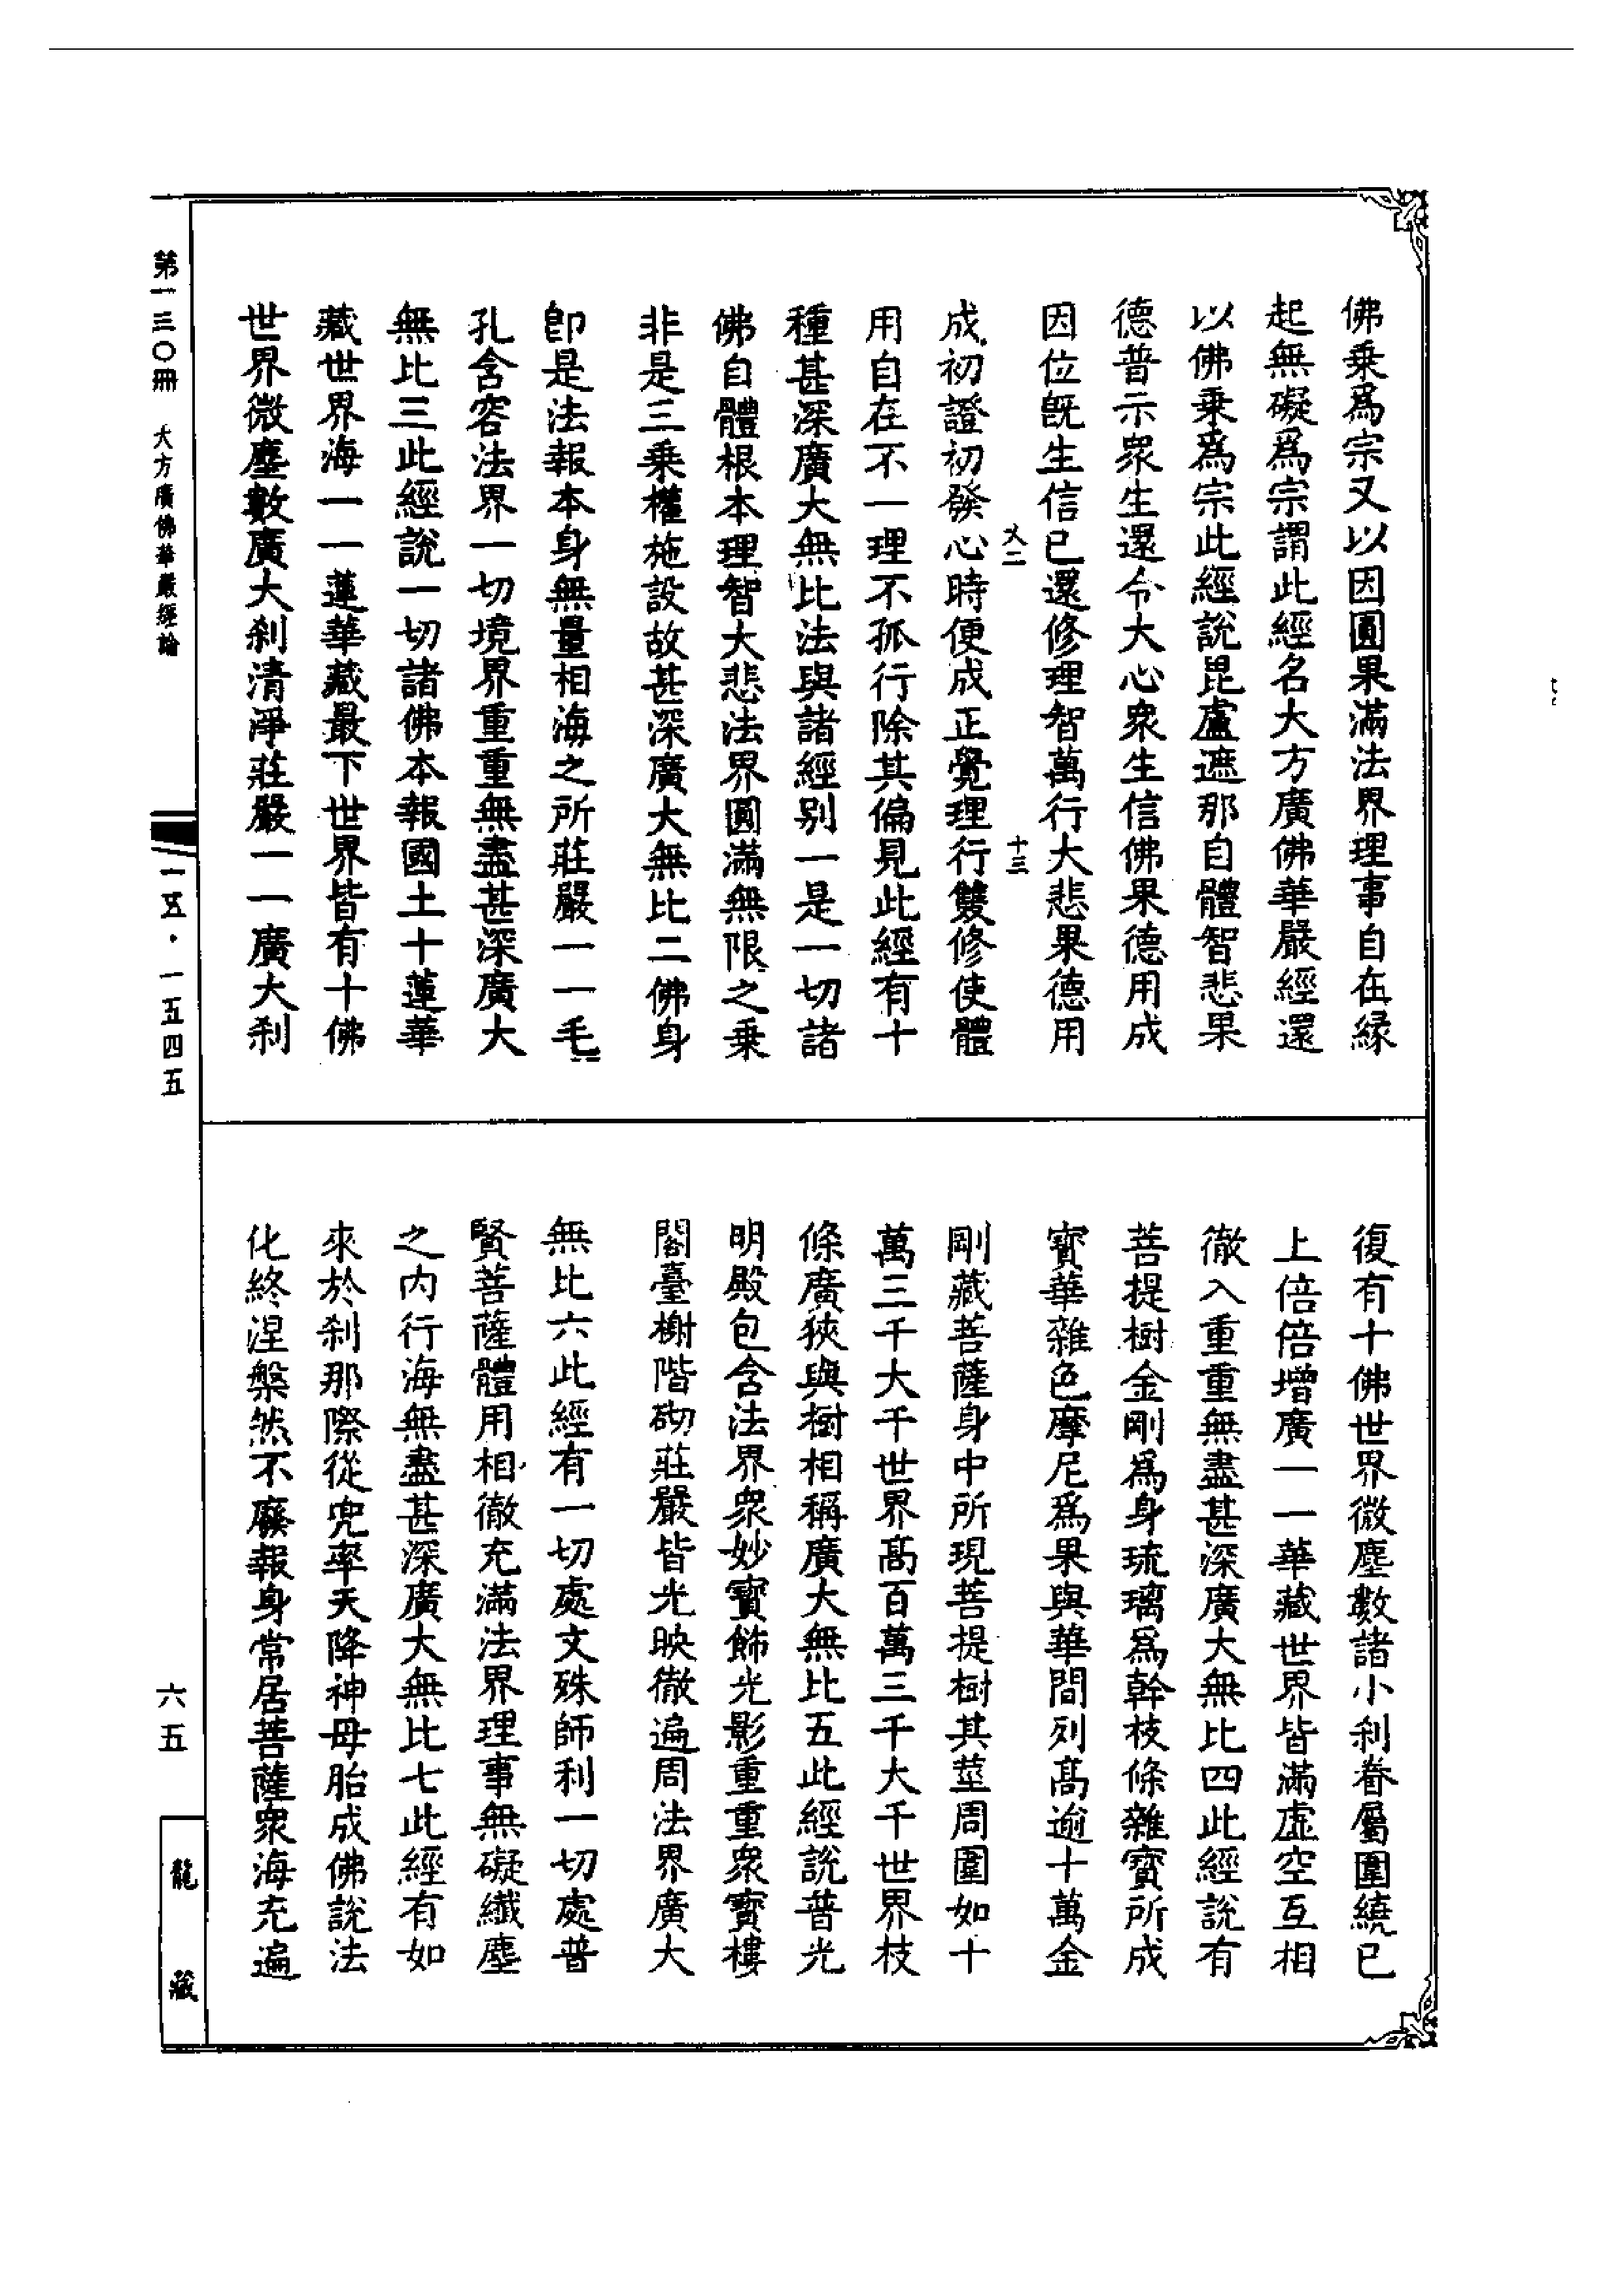 佛乗爲宗又以因圓果滿法界理事自在縁
起無礙爲宗謂此經名大方廣佛華嚴經還
以佛乗爲宗此經說毘盧遮那自體智悲果
德普示衆生還令大心衆生信佛果德用成
因位既生信已還修理智萬行大悲果德用
十三
成初證初發心時便成正覺理行雙修使體
用自在不一理不孤行除其偏見此經有十
種甚深廣大無比法與諸經别一是一切諸
佛自體根本理智大悲法界圓滿無限之乗
非是三乗權施設故甚深廣大無比二佛身
即是法報本身無量相海之所莊嚴一一毛
孔含容法界一切境界重重無盡甚深廣大
無比三此經說一切諸佛本報國土十蓮華
藏世界海一一蓮華藏最下世界皆有十佛
世界微塵數廣大刹清淨莊嚴一一廣大刹
復有十佛世界微塵數諸小刹眷屬圍繞已
上倍倍增廣一一華藏世界皆滿虛空互相
徹入重重無盡甚深廣大無比四此經說有
菩提樹金剛爲身琉璃爲幹枝條雜寳所成
寳華雜色摩尼爲果與華間列髙逾十萬金
剛藏菩薩身中所現菩提樹其莖周圍如十
萬三千大千世界髙百萬三千大千世界枝
條廣狹與樹相稱廣大無比五此經說普光
明殿包含法界衆妙寳飾光影重重衆寳樓
閣臺榭階砌莊嚴皆光映徹遍周法界廣大
無比六此經有一切處文殊師利一切處普
賢菩薩體用相徹充滿法界理事無礙纖塵
之内行海無盡甚深廣大無比七此經有如
來於刹那際從兜率天降神母胎成佛說法
化終涅槃然不廢報身常居菩薩衆海充遍
第一三〇冊　大方廣佛華嚴經論
一五四五
六五
龍藏